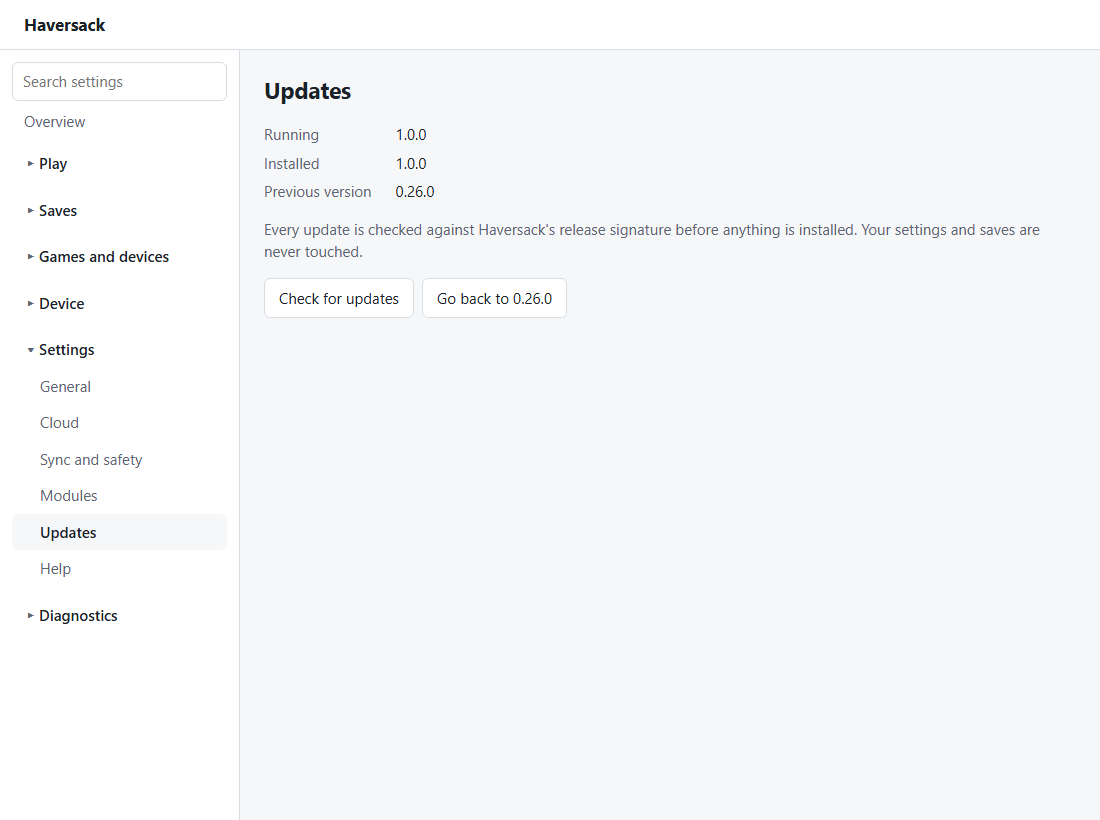 Haversack
Search settings
Overview
Play
Saves
Games and devices
Device
Settings
General
Cloud
Sync and safety
Modules
Updates
Help
Diagnostics
Updates
Running 1.0.0
Installed 1.0.0
Previous version 0.26.0
Every update is checked against Haversack's release signature before anything is installed. Your settings and saves are
never touched.
Check for updates
Go back to 0.26.0